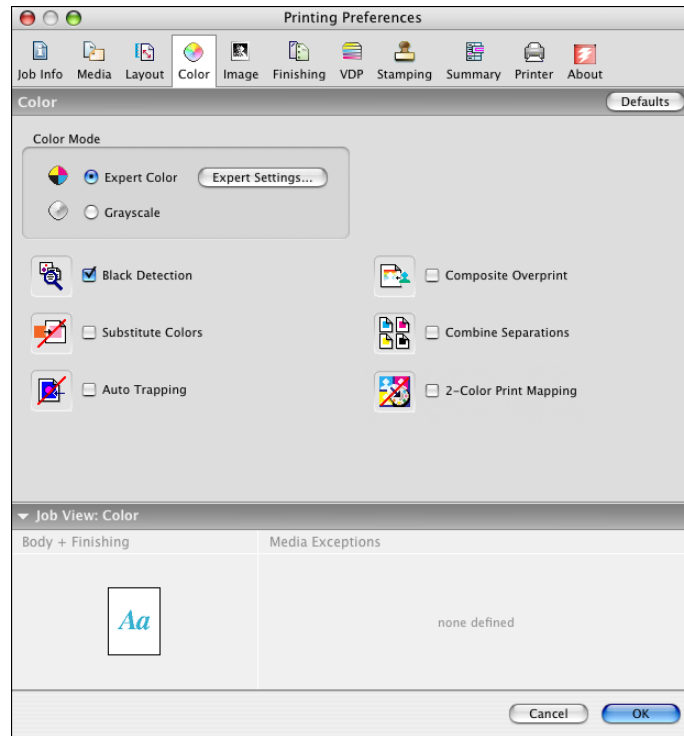 Printing Preferences
Job Info Media Layout Color Image Finishing VDP Stamping Summary Printer About
Color Defaults
Color Mode
Expert Color Expert Settings...
Grayscale
Black Detection Composite Overprint
Substitute Colors Combine Separations
Auto Trapping 2-Color Print Mapping
Job View: Color
Body + Finishing Media Exceptions
Aa none defined
Cancel OK